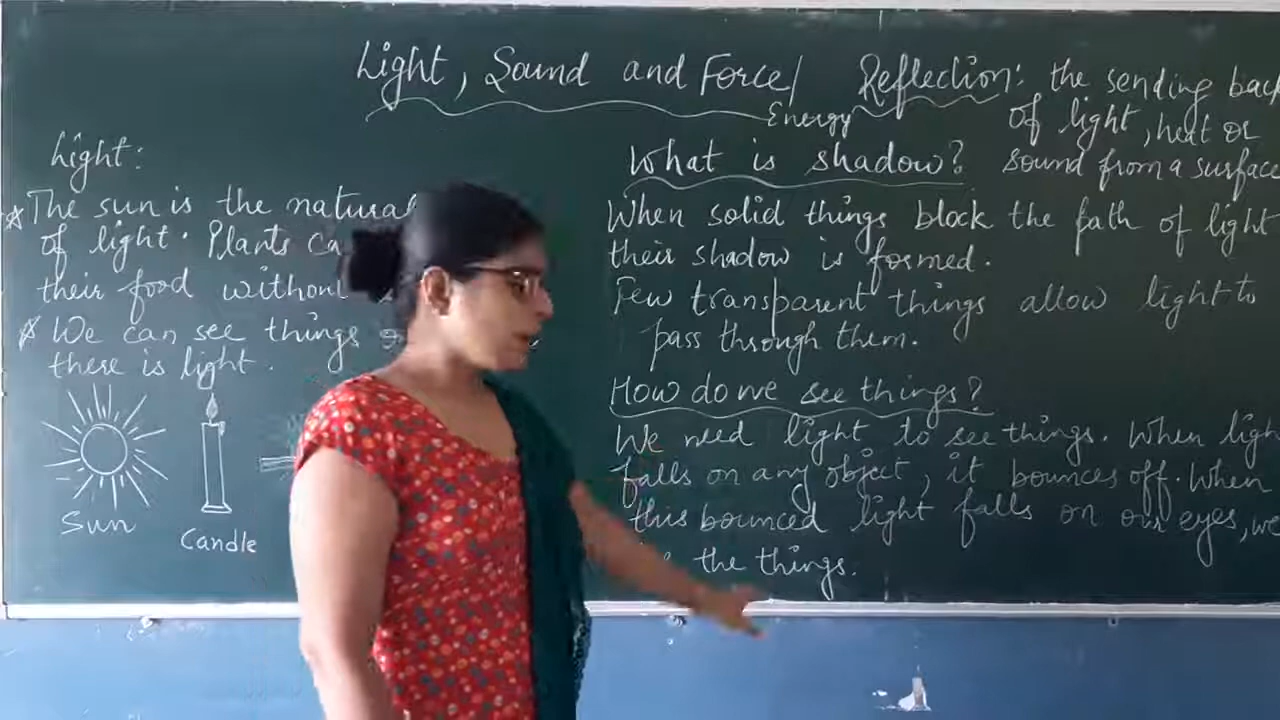 Light, Sound and Force/
Energy
Light:
* The sun is the natural
of light. Plants
their food without
* We can see things
there is light.
Sun
Candle
Reflection: the sending
of light, heat or
sound from a surface
What is shadow?
When solid things block the path of light
their shadow is formed.
Few transparent things allow light to
pass through them.
How do we see things?
We need light to see things. When
falls on any object, it bounces off. When
this bounced light falls on our eyes, we
the things.